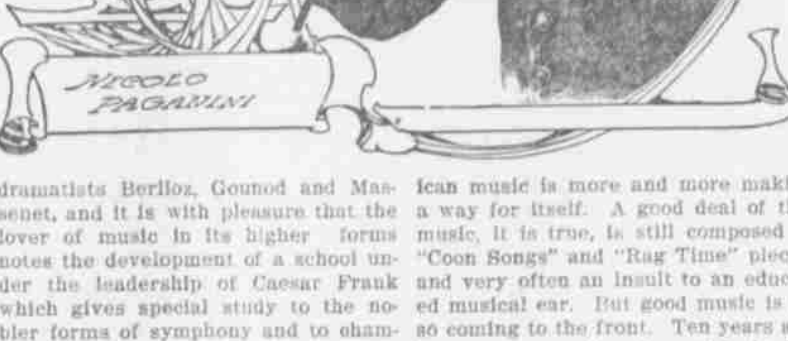 NICOLO
PAGANINI
dramatists Berlioz, Gounod and Mas-
senet, and it is with pleasure that the
lover of music in its higher forms
notes the development of a school un-
der the leadership of Caesar Frank
which gives special study to the no-
bler forms of symphony and to cham-
ican music is more and more maki
a way for itself. A good deal of th
music, it is true, is still composed
"Coon Songs" and "Rag Time" piec
and very often an insult to an educ
ed musical ear. But good music is
so coming to the front. Ten years a